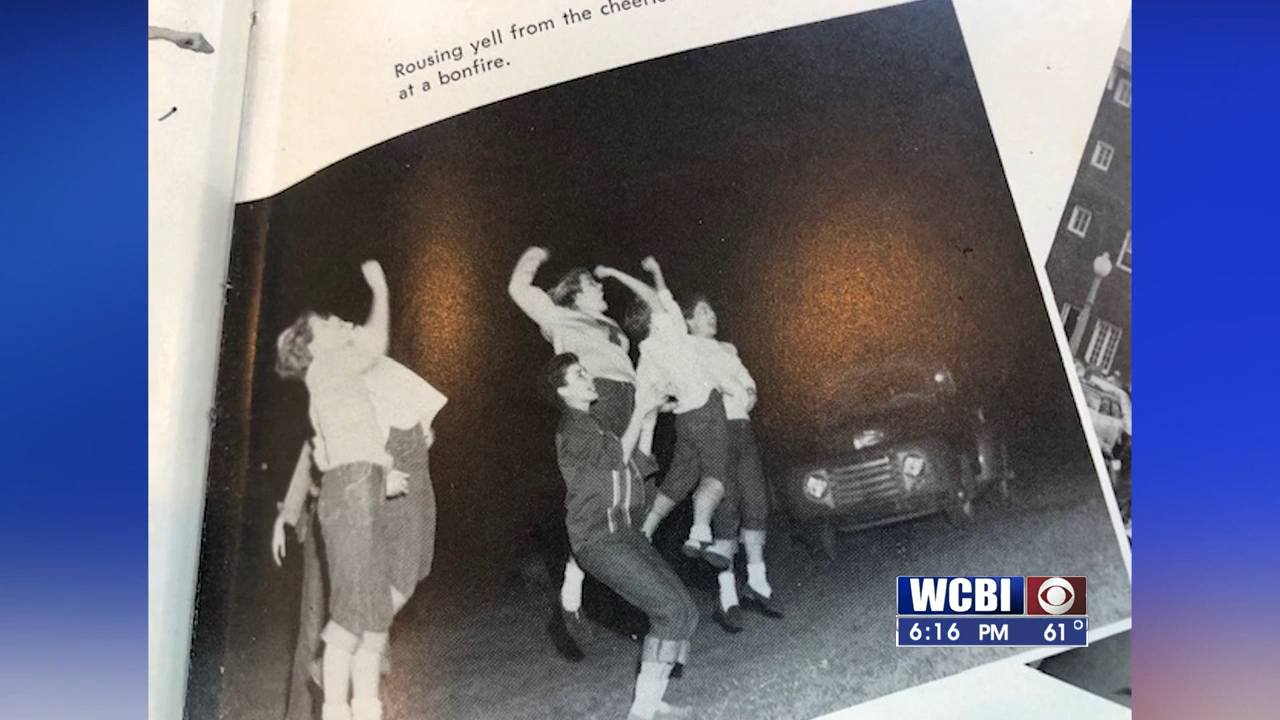 Rousing yell from the
at a bonfire.
WCBI
6:16 PM 61°